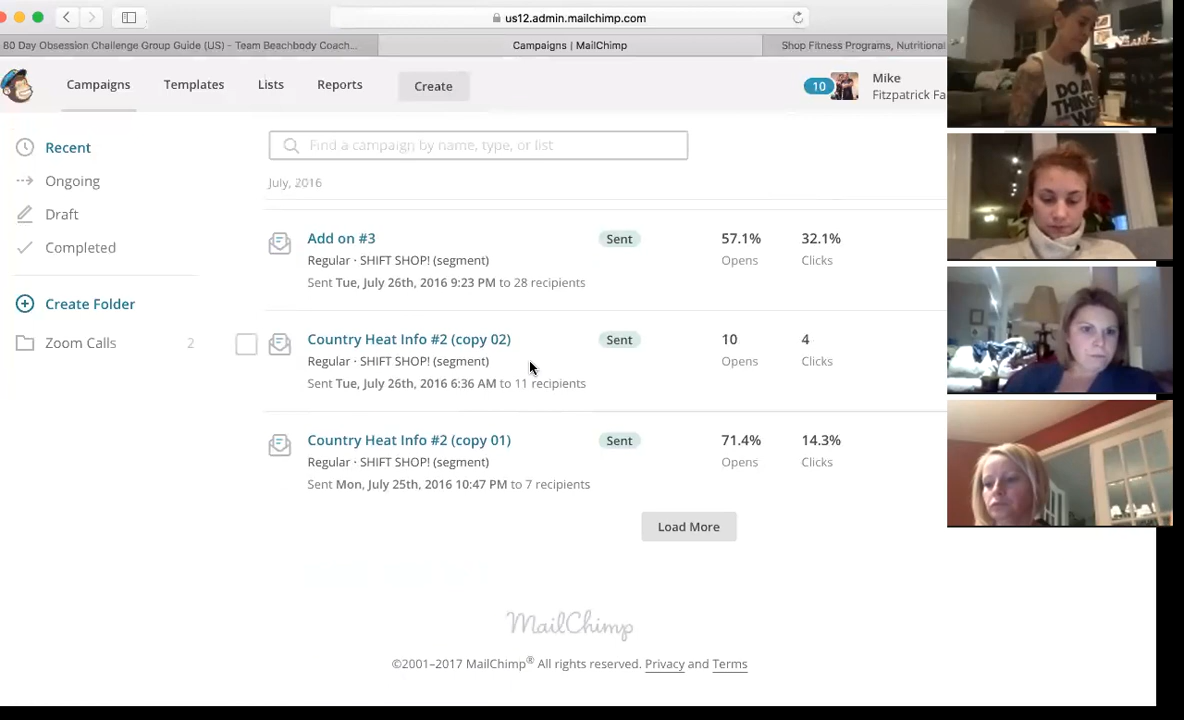 us12.admin.mailchimp.com
80 Day Obsession Challenge Group Guide (US) - Team Beachbody Coach...
Campaigns | MailChimp
Shop Fitness Programs, Nutritional
Campaigns
Templates
Lists
Reports
Create
10
Mike
Fitzpatrick Fa
Recent
Ongoing
Draft
Completed
Create Folder
Zoom Calls 2
Find a campaign by name, type, or list
July, 2016
Add on #3
Sent
57.1%
32.1%
Regular · SHIFT SHOP! (segment)
Opens
Clicks
Sent Tue, July 26th, 2016 9:23 PM to 28 recipients
Country Heat Info #2 (copy 02)
Sent
10
4
Regular · SHIFT SHOP! (segment)
Opens
Clicks
Sent Tue, July 26th, 2016 6:36 AM to 11 recipients
Country Heat Info #2 (copy 01)
Sent
71.4%
14.3%
Regular · SHIFT SHOP! (segment)
Opens
Clicks
Sent Mon, July 25th, 2016 10:47 PM to 7 recipients
Load More
MailChimp
©2001–2017 MailChimp® All rights reserved. Privacy and Terms
DO
THING